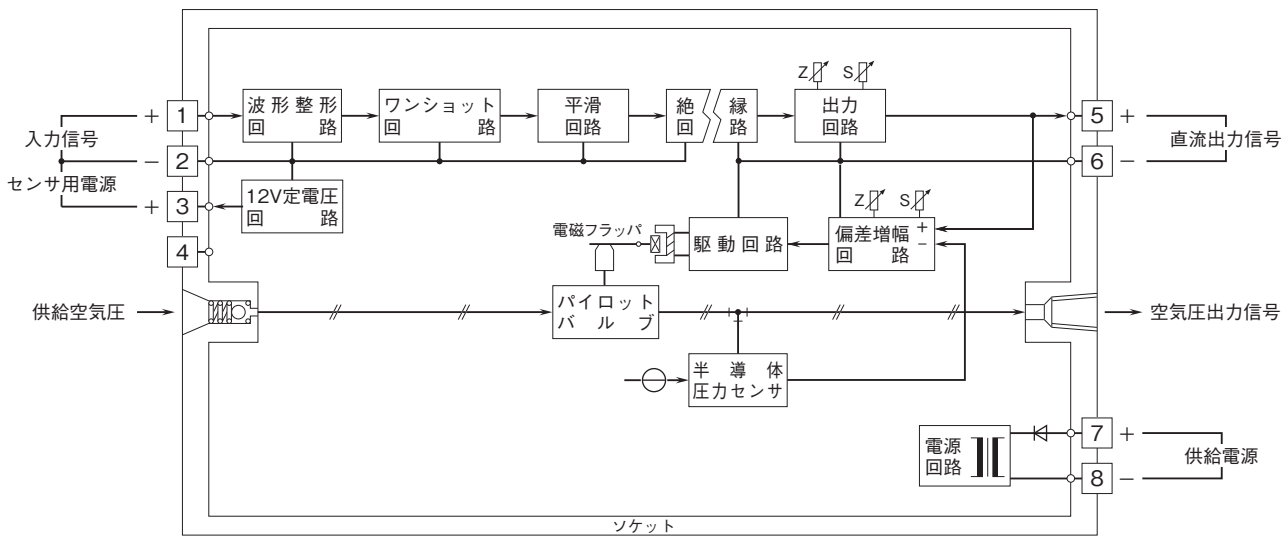 Z S
+ 1 波形整形回路 ワンショット回路 平滑回路 絶縁回路 出力回路 5 +
入力信号
直流出力信号
− 2 6 −
センサ用電源
+ 3 12V定電圧回路
Z S
4 電磁フラッパ 駆動回路 偏差増幅回路 + −
供給空気圧 パイロットバルブ 空気圧出力信号
半導体
圧力センサ
電源
回路
7 +
供給電源
8 −
ソケット